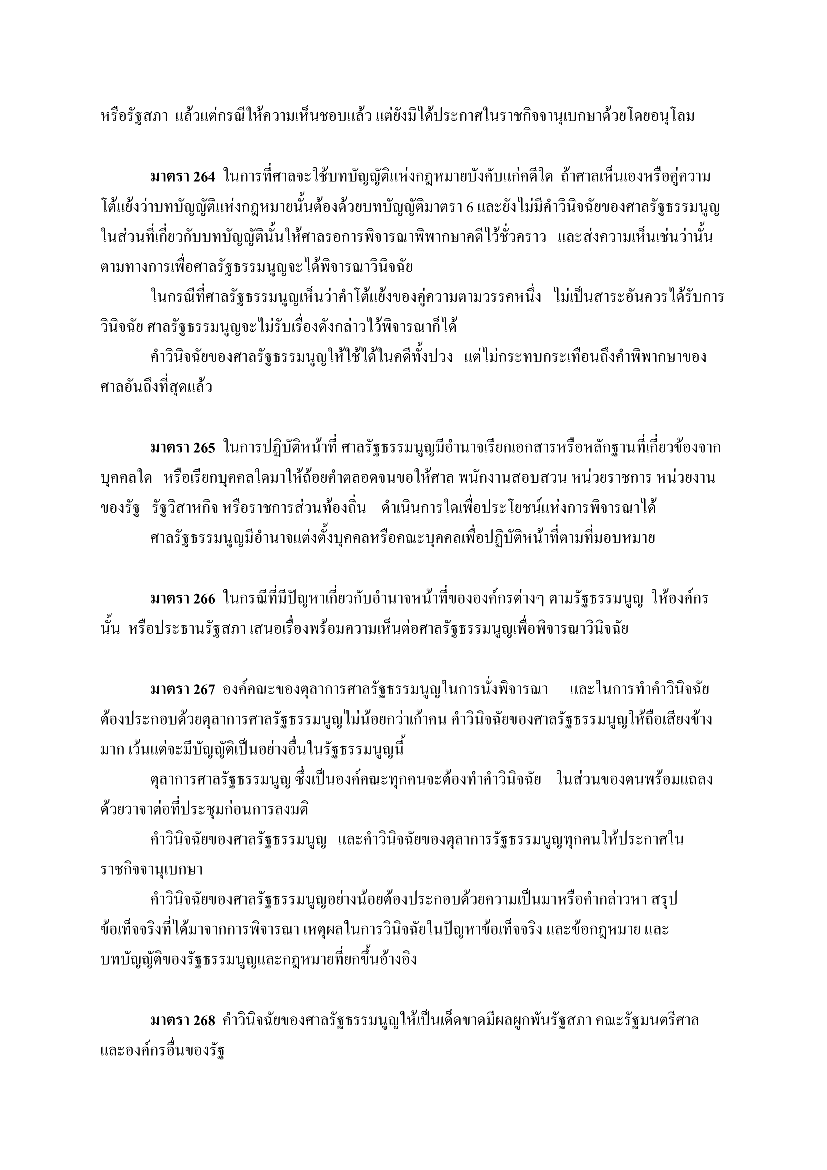 หรือรัฐสภา แล้วแต่กรณีให้ความเห็นชอบแล้ว แต่ยังมิได้ประกาศในราชกิจจานุเบกษาด้วยโดยอนุโลม
มาตรา 264 ในการที่ศาลจะใช้บทบัญญัติแห่งกฎหมายบังคับแก่คดีใด ถ้าศาลเห็นเองหรือคู่ความ
โต้แย้งว่าบทบัญญัติแห่งกฎหมายนั้นต้องด้วยบทบัญญัติมาตรา 6 และยังไม่มีคำวินิจฉัยของศาลรัฐธรรมนูญ
ในส่วนที่เกี่ยวกับบทบัญญัตินั้นให้ศาลรอการพิจารณาพิพากษาคดีไว้ชั่วคราว และส่งความเห็นเช่นว่านั้น
ตามทางการเพื่อศาลรัฐธรรมนูญจะได้พิจารณาวินิจฉัย
ในกรณีที่ศาลรัฐธรรมนูญเห็นว่าคำโต้แย้งของคู่ความตามวรรคหนึ่ง ไม่เป็นสาระอันควรได้รับการ
วินิจฉัย ศาลรัฐธรรมนูญจะไม่รับเรื่องดังกล่าวไว้พิจารณาก็ได้
คำวินิจฉัยของศาลรัฐธรรมนูญให้ใช้ได้ในคดีทั้งปวง แต่ไม่กระทบกระเทือนถึงคำพิพากษาของ
ศาลอันถึงที่สุดแล้ว
มาตรา 265 ในการปฏิบัติหน้าที่ ศาลรัฐธรรมนูญมีอำนาจเรียกเอกสารหรือหลักฐานที่เกี่ยวข้องจาก
บุคคลใด หรือเรียกบุคคลใดมาให้ถ้อยคำตลอดจนขอให้ศาล พนักงานสอบสวน หน่วยราชการ หน่วยงาน
ของรัฐ รัฐวิสาหกิจ หรือราชการส่วนท้องถิ่น ดำเนินการใดเพื่อประโยชน์แห่งการพิจารณาได้
ศาลรัฐธรรมนูญมีอำนาจแต่งตั้งบุคคลหรือคณะบุคคลเพื่อปฏิบัติหน้าที่ตามที่มอบหมาย
มาตรา 266 ในกรณีที่มีปัญหาเกี่ยวกับอำนาจหน้าที่ขององค์กรต่างๆ ตามรัฐธรรมนูญ ให้องค์กร
นั้น หรือประธานรัฐสภา เสนอเรื่องพร้อมความเห็นต่อศาลรัฐธรรมนูญเพื่อพิจารณาวินิจฉัย
มาตรา 267 องค์คณะของตุลาการศาลรัฐธรรมนูญในการนั่งพิจารณา และในการทำคำวินิจฉัย
ต้องประกอบด้วยตุลาการศาลรัฐธรรมนูญไม่น้อยกว่าเก้าคน คำวินิจฉัยของศาลรัฐธรรมนูญให้ถือเสียงข้าง
มาก เว้นแต่จะมีบัญญัติเป็นอย่างอื่นในรัฐธรรมนูญนี้
ตุลาการศาลรัฐธรรมนูญ ซึ่งเป็นองค์คณะทุกคนจะต้องทำคำวินิจฉัย ในส่วนของตนพร้อมแถลง
ด้วยวาจาต่อที่ประชุมก่อนการลงมติ
คำวินิจฉัยของศาลรัฐธรรมนูญ และคำวินิจฉัยของตุลาการรัฐธรรมนูญทุกคนให้ประกาศใน
ราชกิจจานุเบกษา
คำวินิจฉัยของศาลรัฐธรรมนูญอย่างน้อยต้องประกอบด้วยความเป็นมาหรือคำกล่าวหา สรุป
ข้อเท็จจริงที่ได้มาจากการพิจารณา เหตุผลในการวินิจฉัยในปัญหาข้อเท็จจริง และข้อกฎหมาย และ
บทบัญญัติของรัฐธรรมนูญและกฎหมายที่ยกขึ้นอ้างอิง
มาตรา 268 คำวินิจฉัยของศาลรัฐธรรมนูญให้เป็นเด็ดขาดมีผลผูกพันรัฐสภา คณะรัฐมนตรีศาล
และองค์กรอื่นของรัฐ